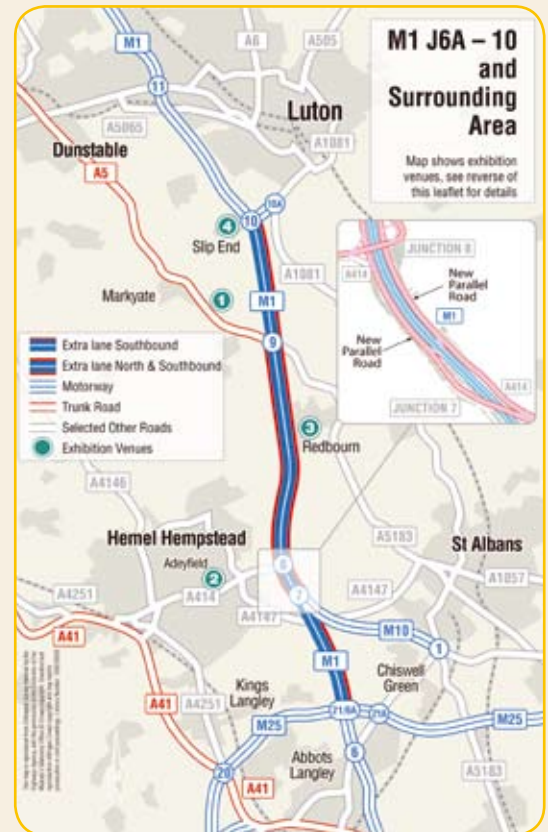 M1 J6A – 10
and
Surrounding
Area
Map shows exhibition
venues, see reverse of
this leaflet for details
M1
A6
A505
11
Luton
A5065
Dunstable
A1081
A5
10A
10
4
Slip End
A1081
Markyate
1
M1
9
JUNCTION 8
A414
New
Parallel
Road
M1
New
Parallel
Road
A414
JUNCTION 7
Extra lane Southbound
Extra lane North & Southbound
Motorway
Trunk Road
Selected Other Roads
Exhibition Venues
3
Redbourn
A4146
Hemel Hempstead
A5183
St Albans
Adeyfield
8
2
A414
A1057
A4251
7
A4147
A4147
A41
M10
1
M1
Chiswell
Green
Kings
Langley
A41
A4251
21/6A
21A
M25
M25
6
Abbots
Langley
20
A5183
A41